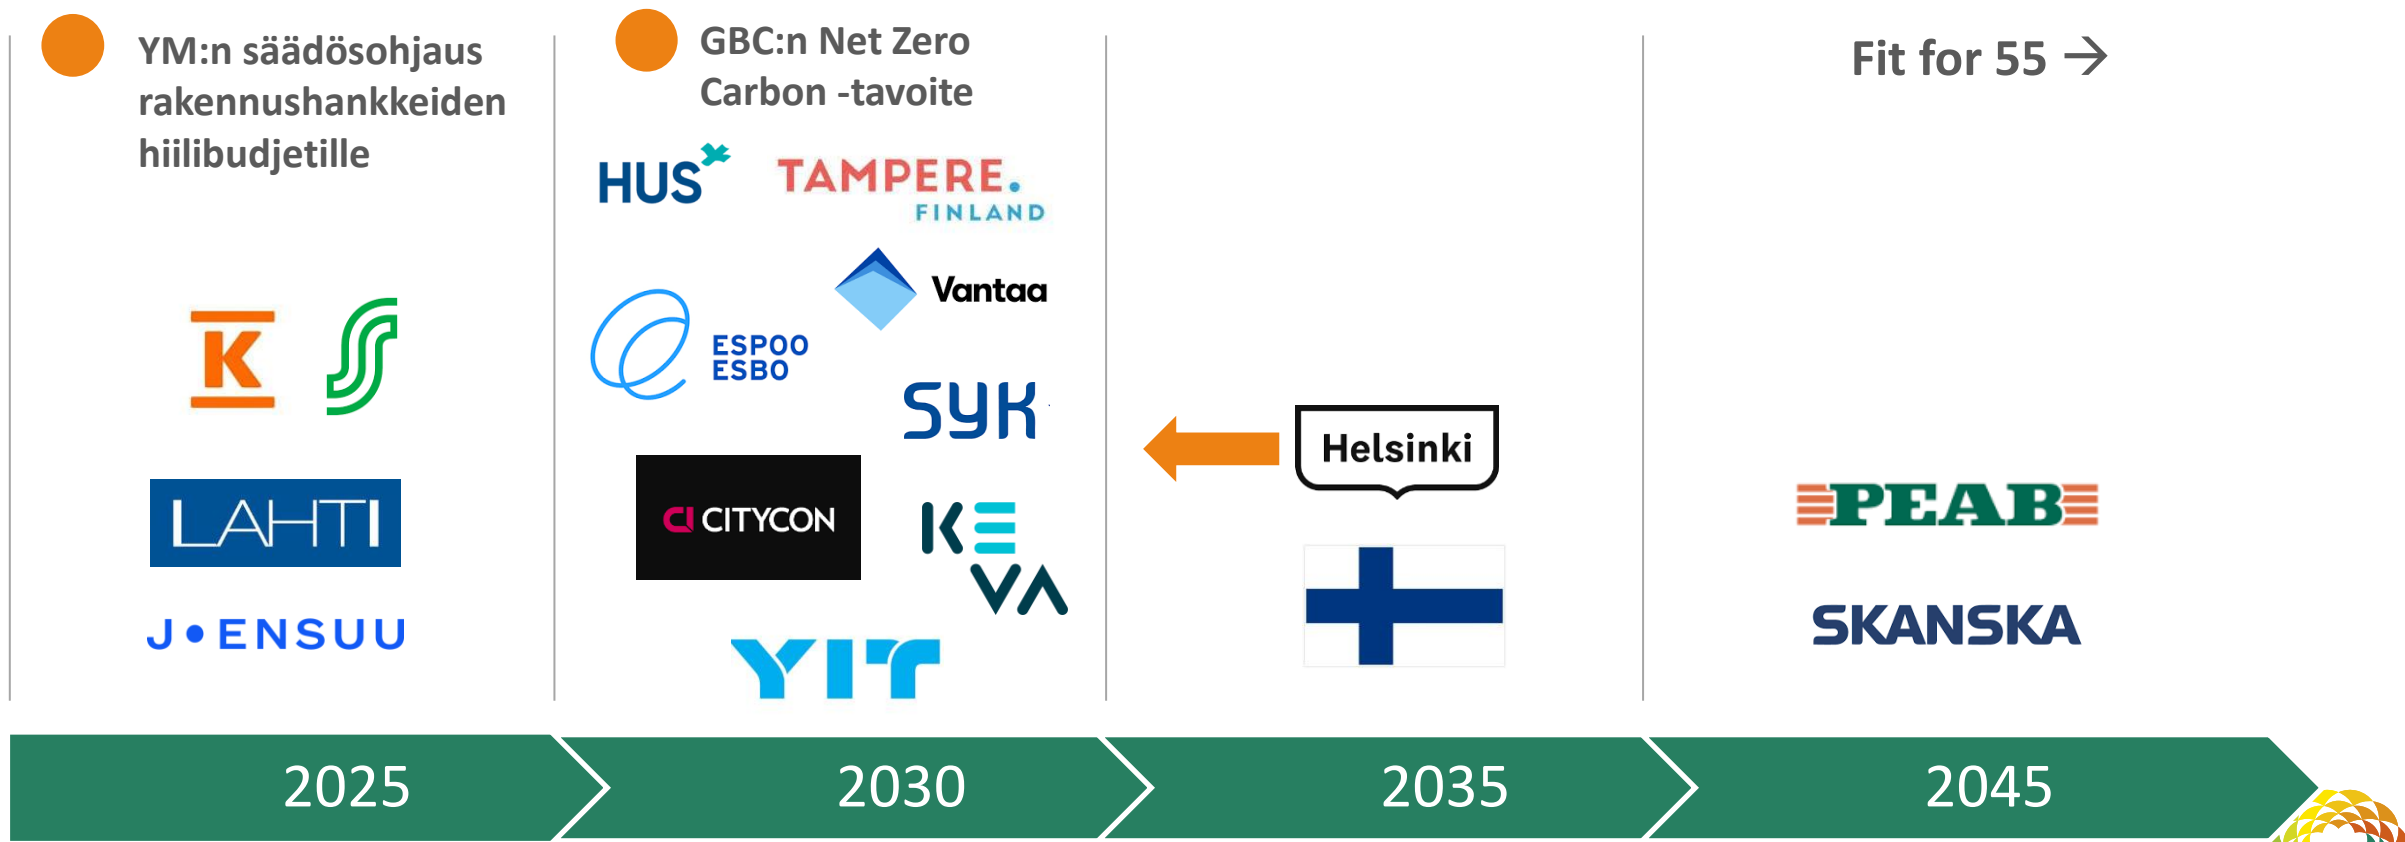 YM:n säädösohjaus
rakennushankkeiden
hiilibudjetille
GBC:n Net Zero
Carbon -tavoite
Fit for 55 →
HUS
TAMPERE.
FINLAND
Vantaa
ESPOO
ESBO
K
S
SYK
Helsinki
LAHTI
CITYCON
KEVA
PEAB
JOENSUU
YIT
SKANSKA
2025
2030
2035
2045